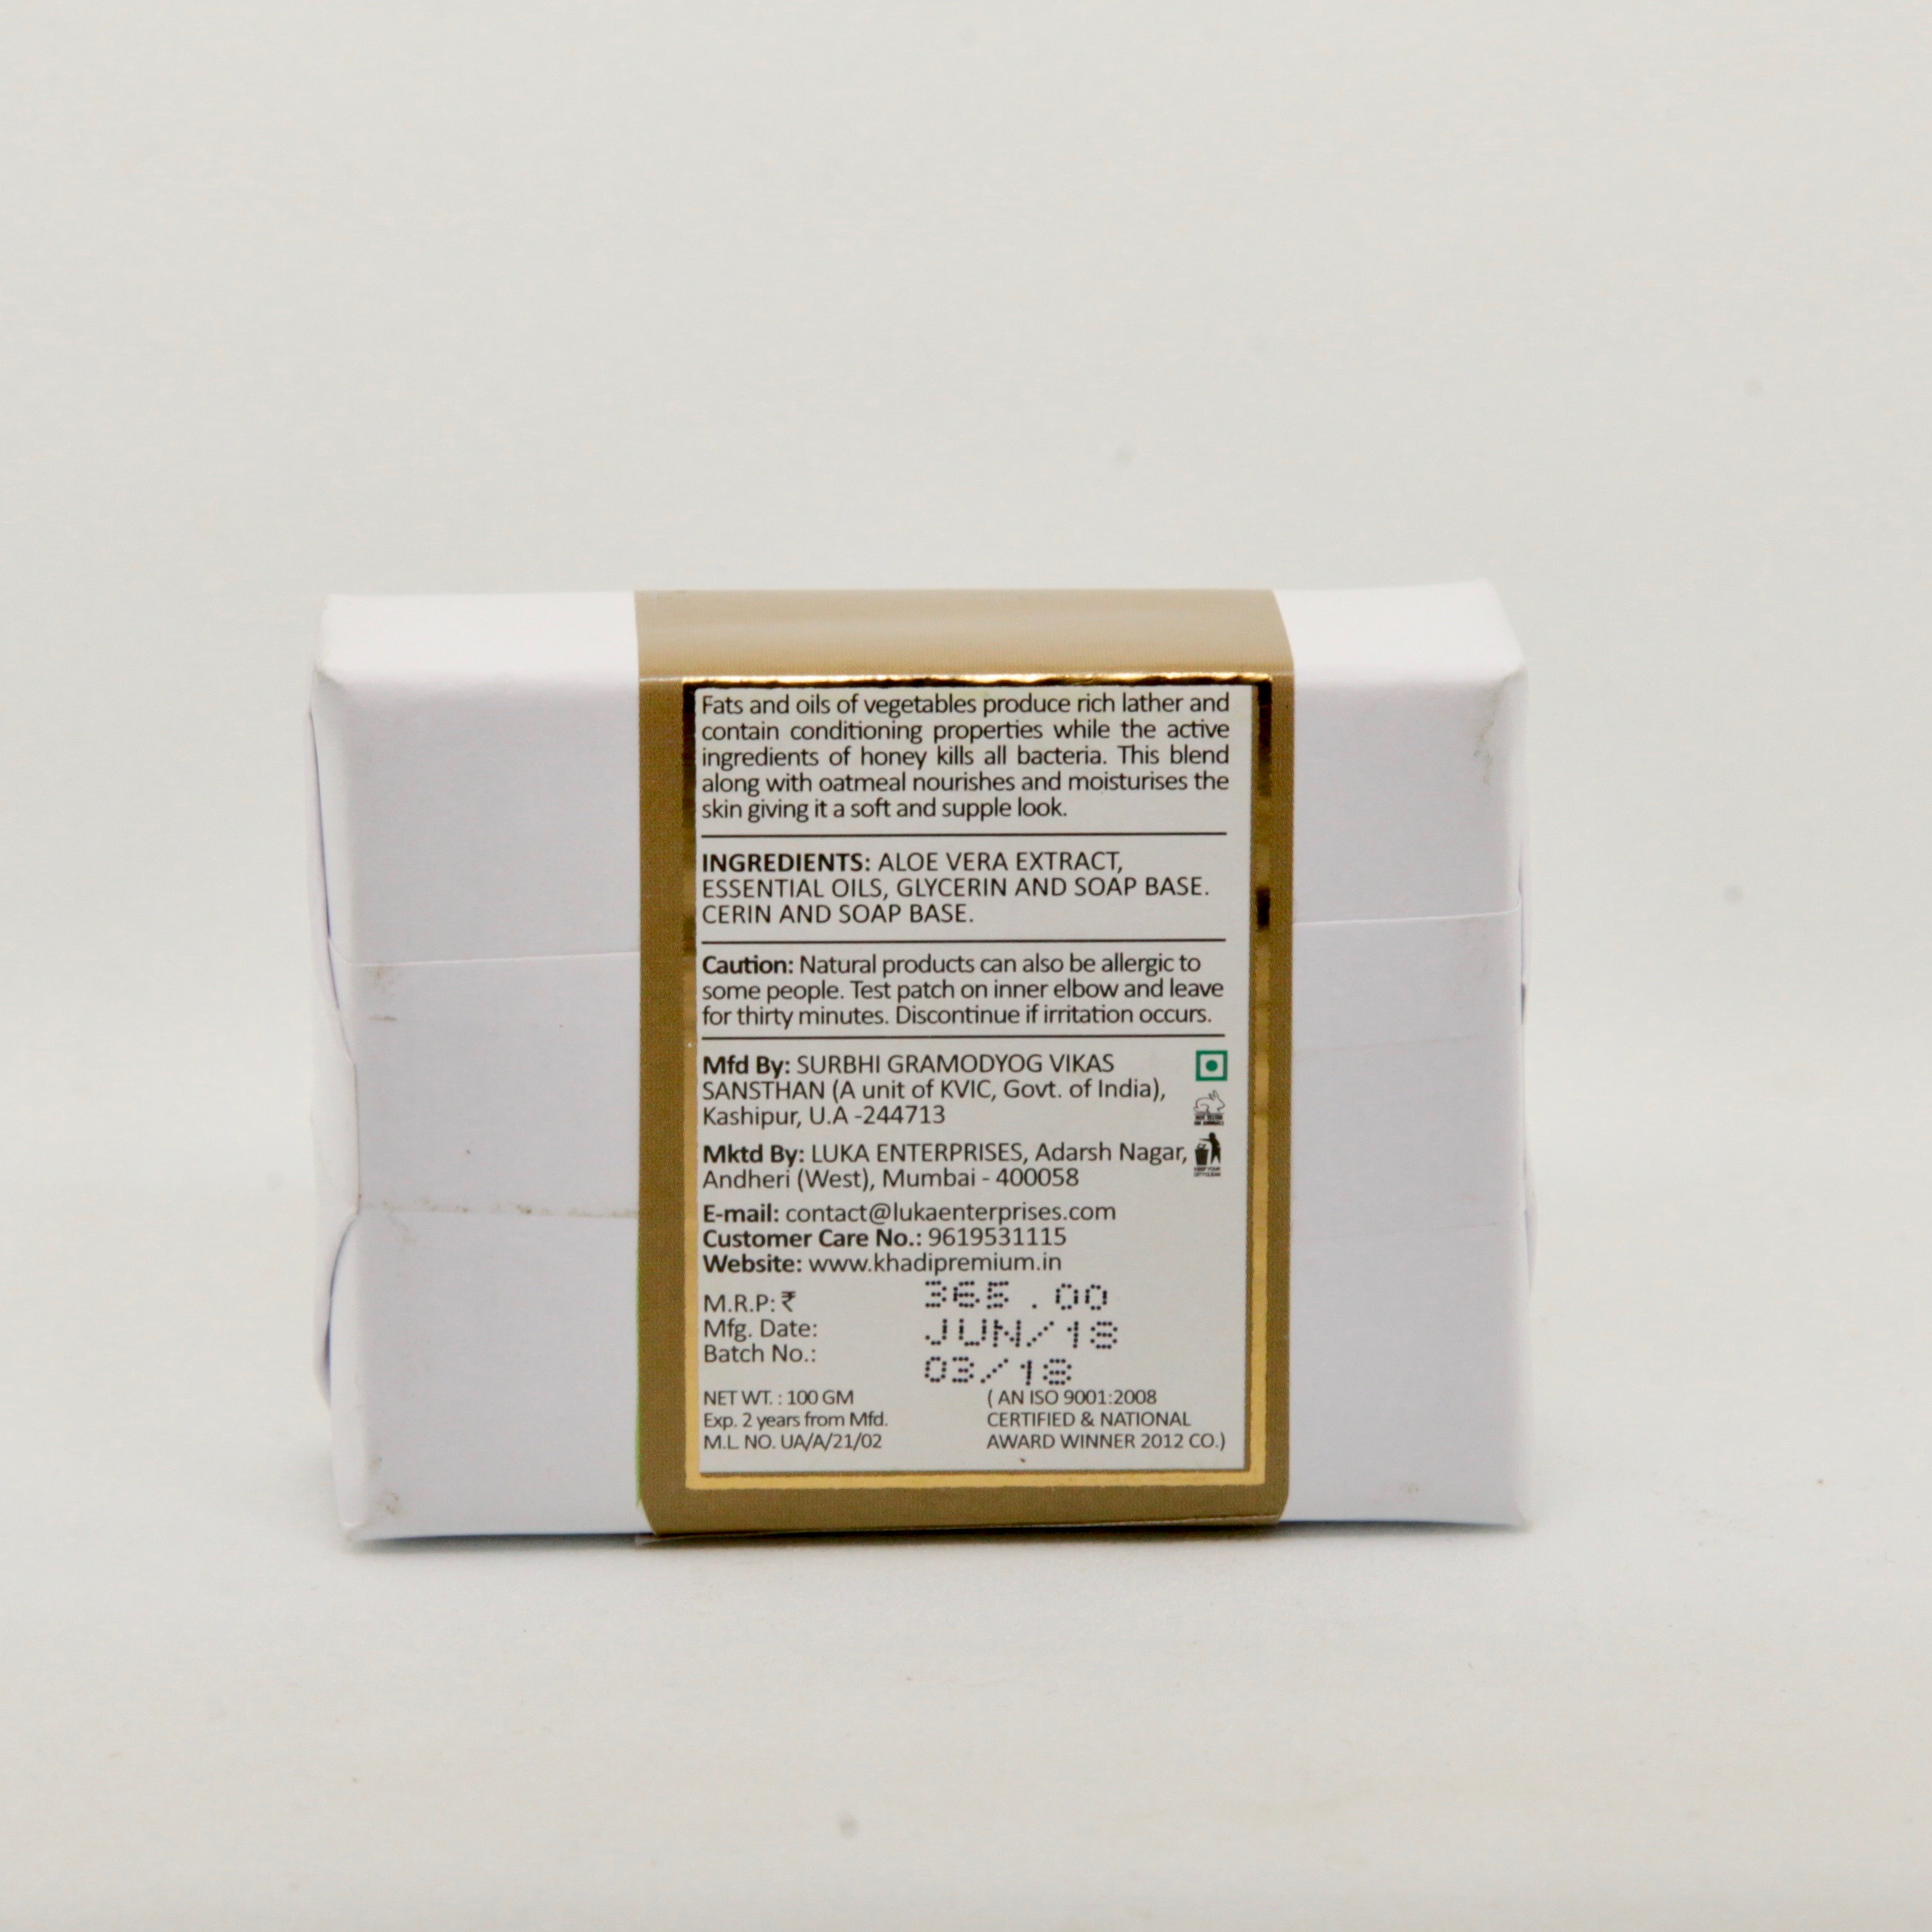 Fats and oils of vegetables produce rich lather and
contain conditioning properties while the active
ingredients of honey kills all bacteria. This blend
along with oatmeal nourishes and moisturises the
skin giving it a soft and supple look.
INGREDIENTS: ALOE VERA EXTRACT,
ESSENTIAL OILS, GLYCERIN AND SOAP BASE.
CERIN AND SOAP BASE.
Caution: Natural products can also be allergic to
some people. Test patch on inner elbow and leave
for thirty minutes. Discontinue if irritation occurs.
Mfd By: SURBHI GRAMODYOG VIKAS
SANSTHAN (A unit of KVIC, Govt. of India),
Kashipur, U.A -244713
Mktd By: LUKA ENTERPRISES, Adarsh Nagar,
Andheri (West), Mumbai - 400058
E-mail: contact@lukaenterprises.com
Customer Care No.: 9619531115
Website: www.khadipremium.in
M.R.P: ₹ 365.00
Mfg. Date: JUN/18
Batch No.: 03/18
NET WT. : 100 GM
Exp. 2 years from Mfd.
M.L. NO. UA/A/21/02
( AN ISO 9001:2008
CERTIFIED & NATIONAL
AWARD WINNER 2012 CO.)